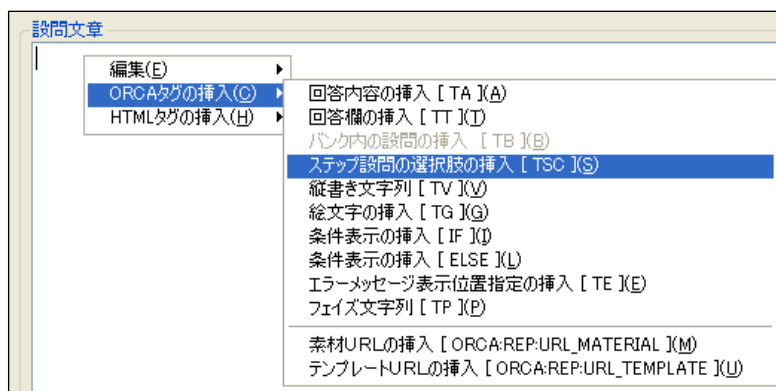 設問文章
編集(E)
ORCAタグの挿入(C)
HTMLタグの挿入(H)
回答内容の挿入 [ TA ](A)
回答欄の挿入 [ TT ](T)
バンク内の設問の挿入 [ TB ](B)
ステップ設問の選択肢の挿入 [ TSC ](S)
縦書き文字列 [ TV ](V)
絵文字の挿入 [ TG ](G)
条件表示の挿入 [ IF ](I)
条件表示の挿入 [ ELSE ](L)
エラーメッセージ表示位置指定の挿入 [ TE ](E)
フェイズ文字列 [ TP ](P)
素材URLの挿入 [ ORCA:REP:URL_MATERIAL ](M)
テンプレートURLの挿入 [ ORCA:REP:URL_TEMPLATE ](U)